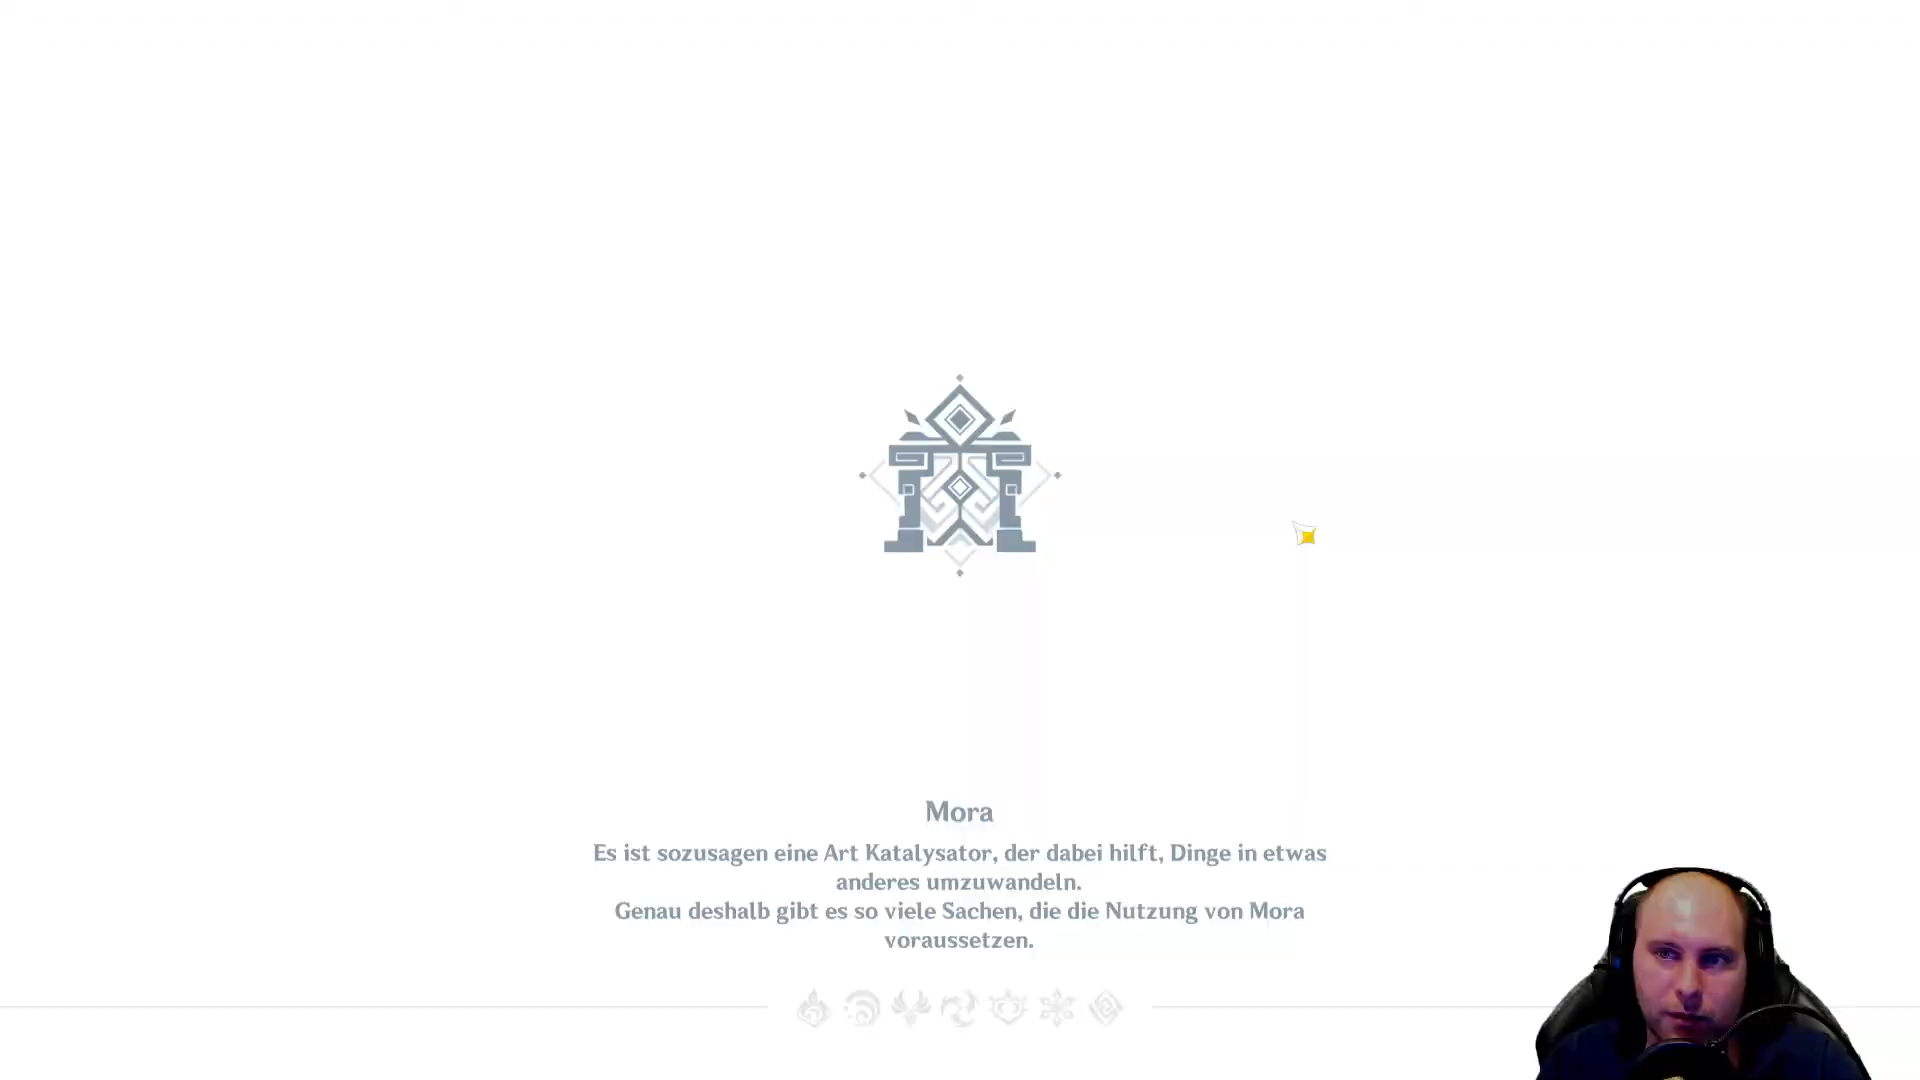 Mora
Es ist sozusagen eine Art Katalysator, der dabei hilft, Dinge in etwas
anderes umzuwandeln.
Genau deshalb gibt es so viele Sachen, die die Nutzung von Mora
voraussetzen.